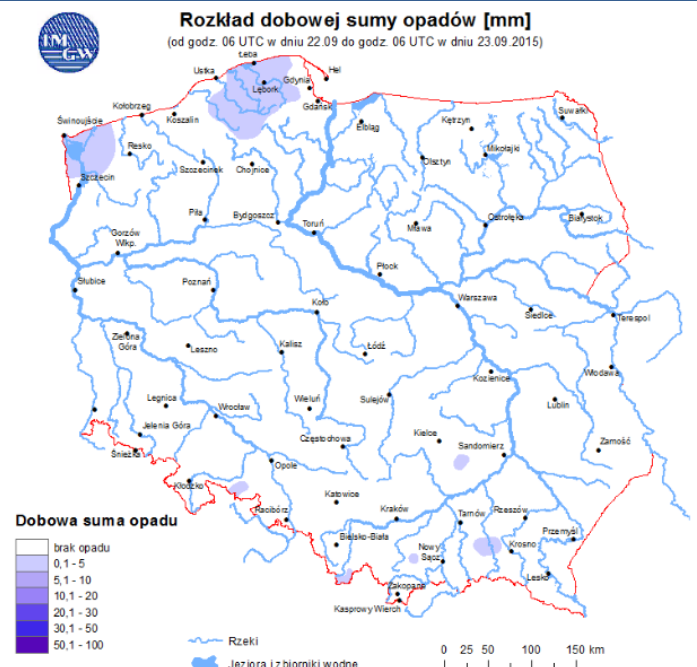 IM
GW
Rozkład dobowej sumy opadów [mm]
(od godz. 06 UTC w dniu 22.09 do godz. 06 UTC w dniu 23.09.2015)
Łeba
Ustka
Hel
Gdynia
Lębork
Gdańsk
Kołobrzeg
Koszalin
Świnoujście
Elbląg
Kętrzyn
Suwałki
Resko
Mikołajki
Olsztyn
Szczecinek
Chojnice
Szczecin
Piła
Bydgoszcz
Toruń
Mława
Ostrołęka
Białystok
Gorzów
Wlkp.
Płock
Słubice
Poznań
Koło
Warszawa
Siedlce
Terespol
Zielona
Góra
Leszno
Kalisz
Łódź
Kozienice
Włodawa
Legnica
Wrocław
Wieluń
Sulejów
Lublin
Jelenia Góra
Częstochowa
Kielce
Sandomierz
Zamość
Śnieżka
Opole
Kłodzko
Katowice
Racibórz
Kraków
Tarnów
Rzeszów
Przemyśl
Bielsko-Biała
Nowy
Sącz
Krosno
Lesko
Zakopane
Kasprowy Wierch
Dobowa suma opadu
brak opadu
0,1 - 5
5,1 - 10
10,1 - 20
20,1 - 30
30,1 - 50
50,1 - 100
Rzeki
Jeziora i zbiorniki wodne
0 25 50 100 150 km